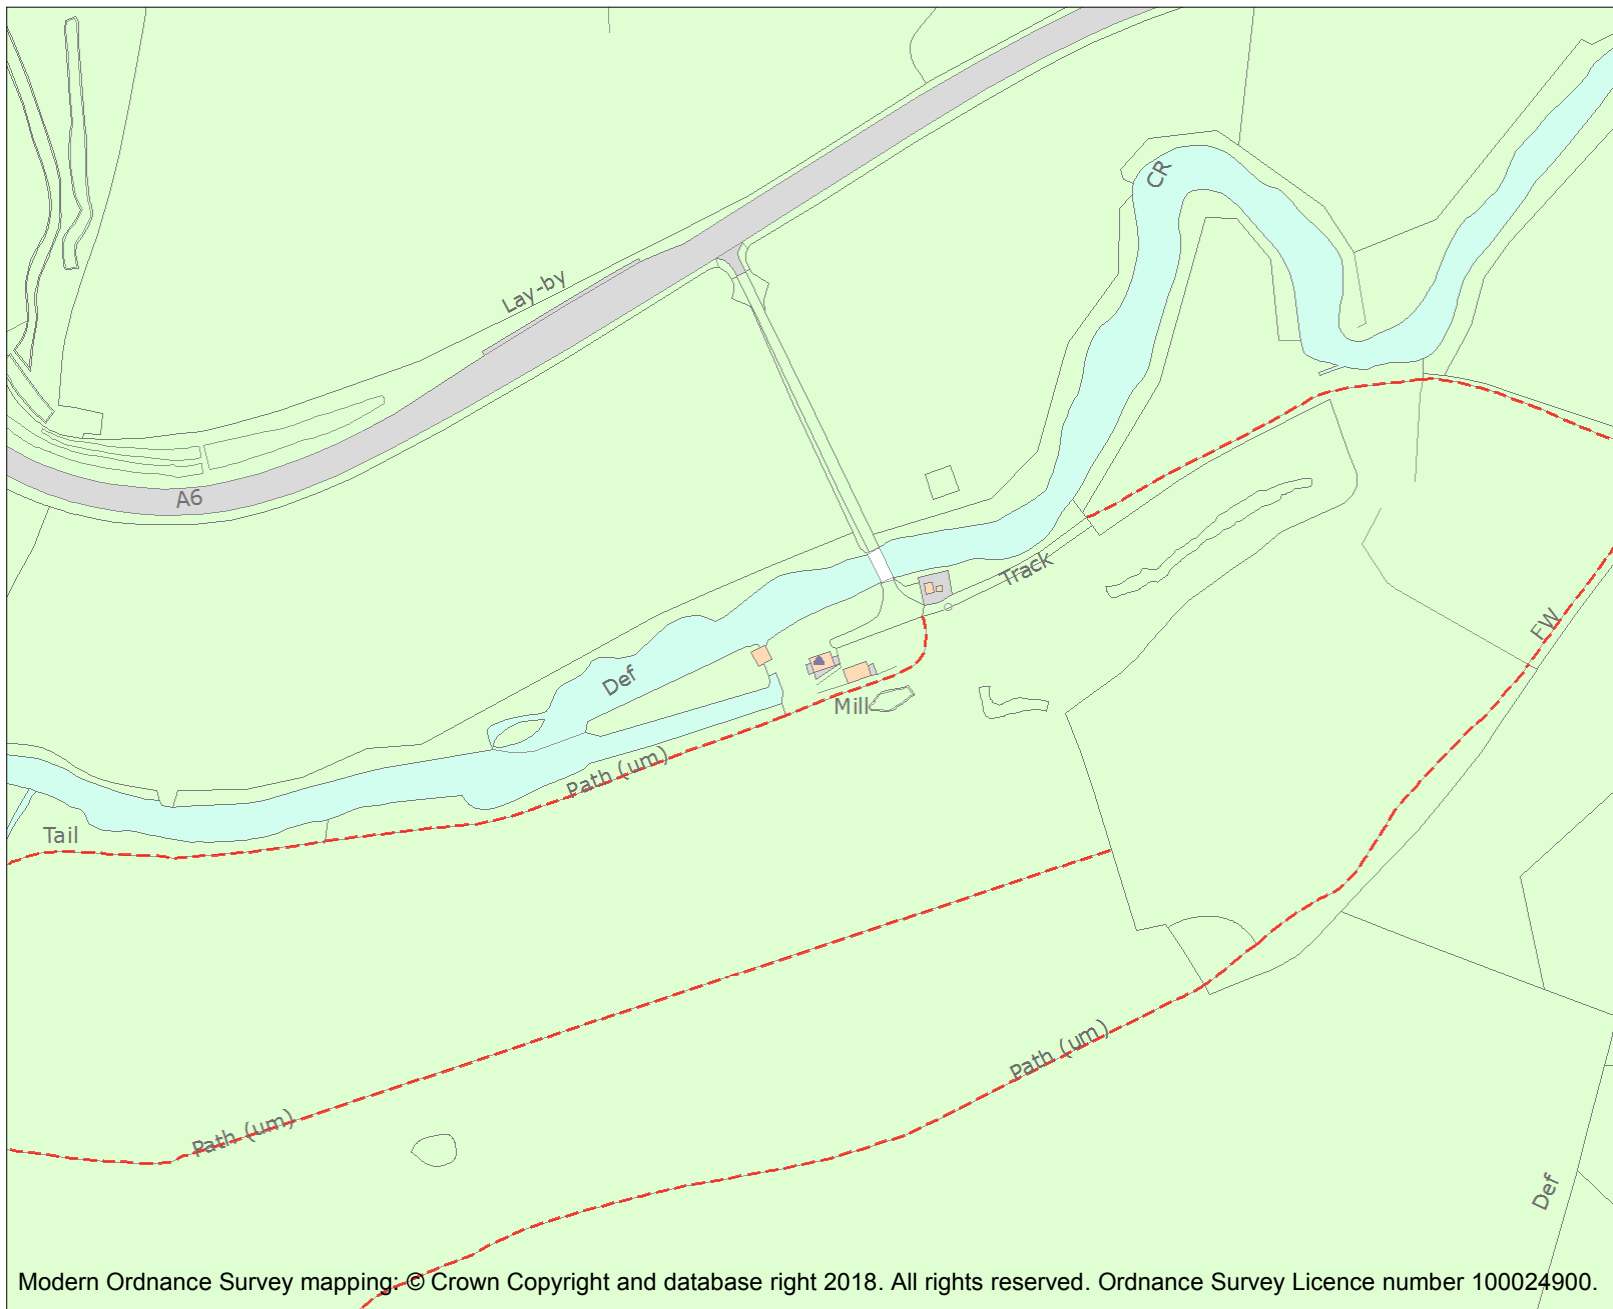 CR
Lay-by
A6
Track
FW
Def
Mill
Path (um)
Tail
Path (um)
Path (um)
Def
Modern Ordnance Survey mapping: © Crown Copyright and database right 2018. All rights reserved. Ordnance Survey Licence number 100024900.